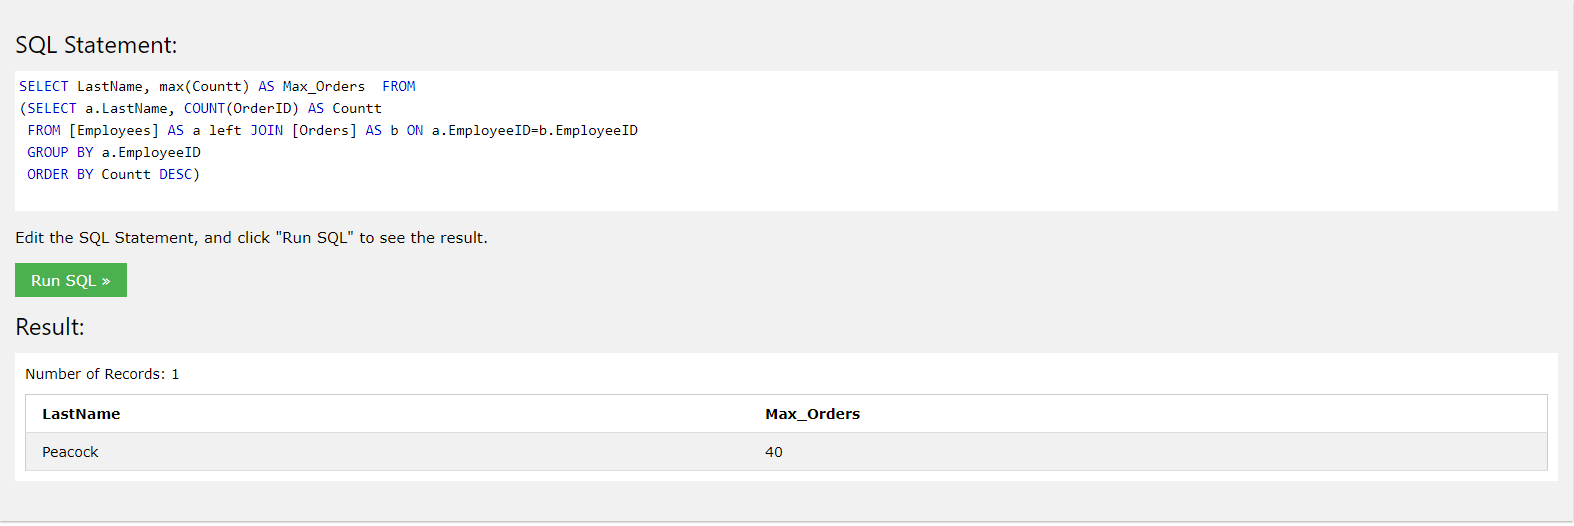 SQL Statement:
SELECT LastName, max(Countt) AS Max_Orders  FROM
(SELECT a.LastName, COUNT(OrderID) AS Countt
 FROM [Employees] AS a left JOIN [Orders] AS b ON a.EmployeeID=b.EmployeeID
 GROUP BY a.EmployeeID
 ORDER BY Countt DESC)
Edit the SQL Statement, and click "Run SQL" to see the result.
Run SQL »
Result:
Number of Records: 1
LastName Max_Orders
Peacock 40